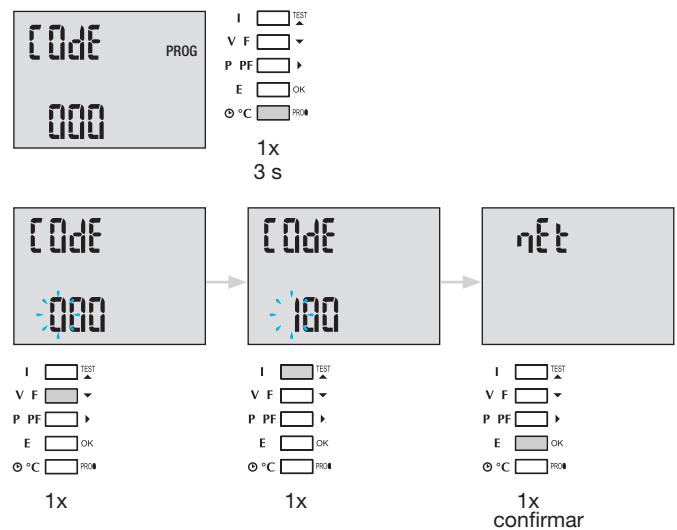 COdE PROG
000
I TEST
V F
P PF
E OK
°C PROG
1x
3 s
COdE
000
COdE
100
nEt
I TEST
V F
P PF
E OK
°C PROG
1x
I TEST
V F
P PF
E OK
°C PROG
1x
I TEST
V F
P PF
E OK
°C PROG
1x
confirmar